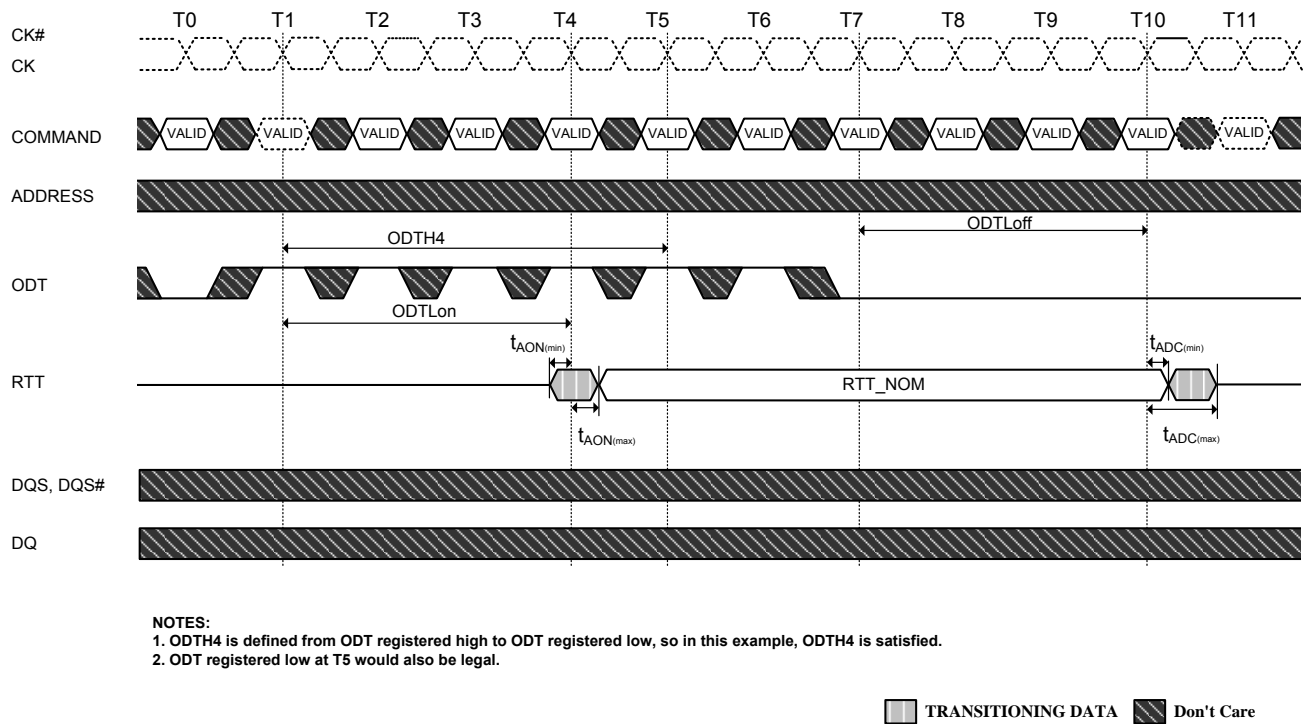 T0 T1 T2 T3 T4 T5 T6 T7 T8 T9 T10 T11
CK#
CK
COMMAND VALID VALID VALID VALID VALID VALID VALID VALID VALID VALID VALID VALID
ADDRESS
ODTH4 ODTLoff
ODT
ODTLon
tAON(min) tADC(min)
RTT RTT_NOM
tAON(max) tADC(max)
DQS, DQS#
DQ
NOTES:
1. ODTH4 is defined from ODT registered high to ODT registered low, so in this example, ODTH4 is satisfied.
2. ODT registered low at T5 would also be legal.
TRANSITIONING DATA Don't Care